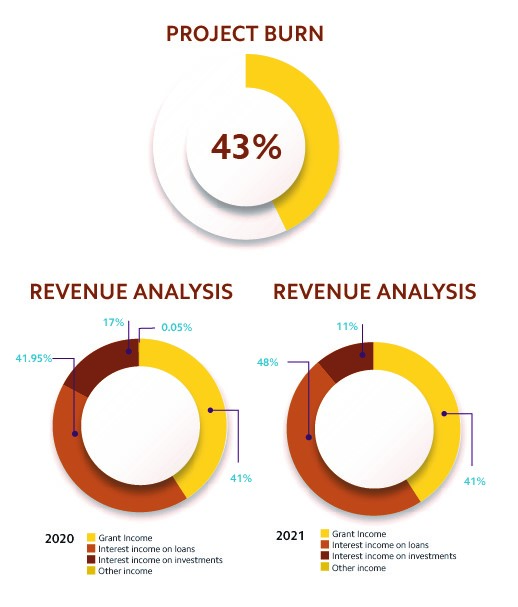 PROJECT BURN
43%
REVENUE ANALYSIS
17%
0.05%
41.95%
41%
2020
Grant Income
Interest income on loans
Interest income on investments
Other income
REVENUE ANALYSIS
11%
48%
41%
2021
Grant Income
Interest income on loans
Interest income on investments
Other income